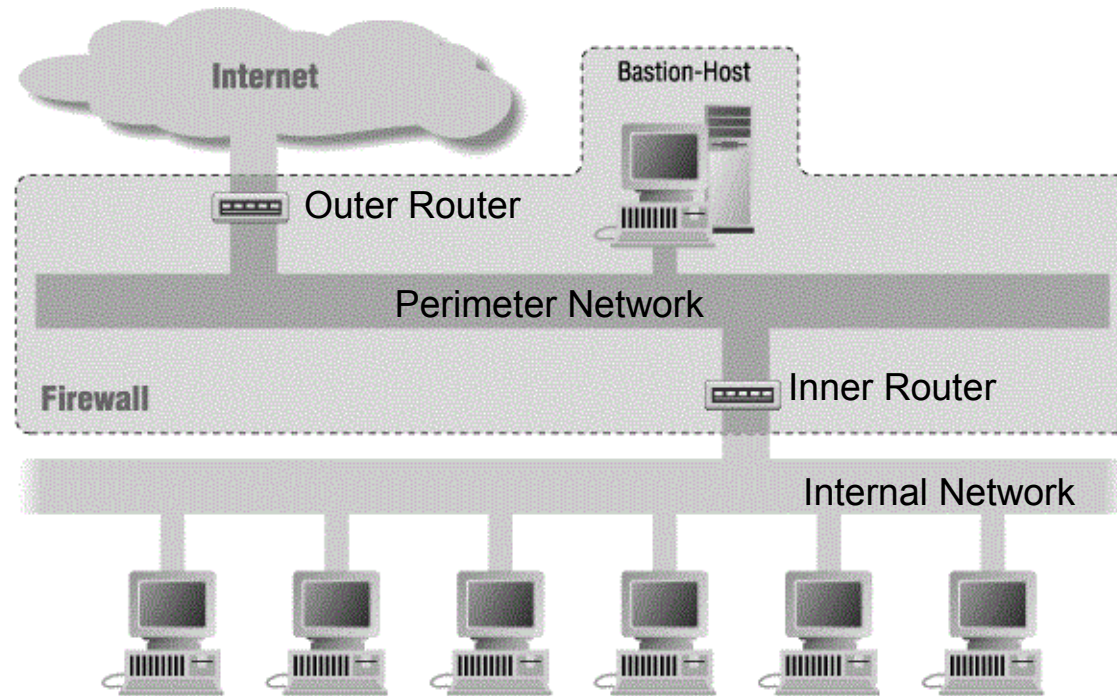 Internet
Bastion-Host
Outer Router
Perimeter Network
Inner Router
Firewall
Internal Network